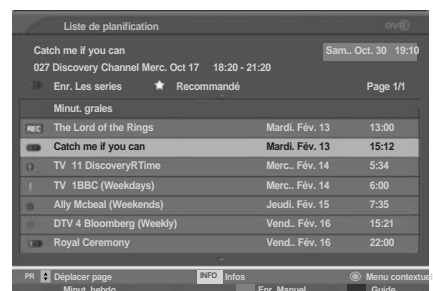 Liste de planification
Catch me if you can Sam.. Oct. 30 19:10
027 Discovery Channel Merc. Oct 17 18:20 - 21:20
Enr. Les series Recommandé Page 1/1
Minut. grales
REC The Lord of the Rings Mardi. Fév. 13 13:00
Catch me if you can Mardi. Fév. 13 15:12
TV 11 DiscoveryRTime Merc.. Fév. 14 5:34
TV 1BBC (Weekdays) Merc.. Fév. 14 6:00
Ally Mcbeal (Weekends) Jeudi. Fév. 15 7:35
DTV 4 Bloomberg (Weekly) Vend.. Fév. 16 15:21
Royal Ceremony Vend.. Fév. 16 22:00
PR Déplacer page INFO Infos Menu contextue
Minut. hebdo Enr. Manuel Guide